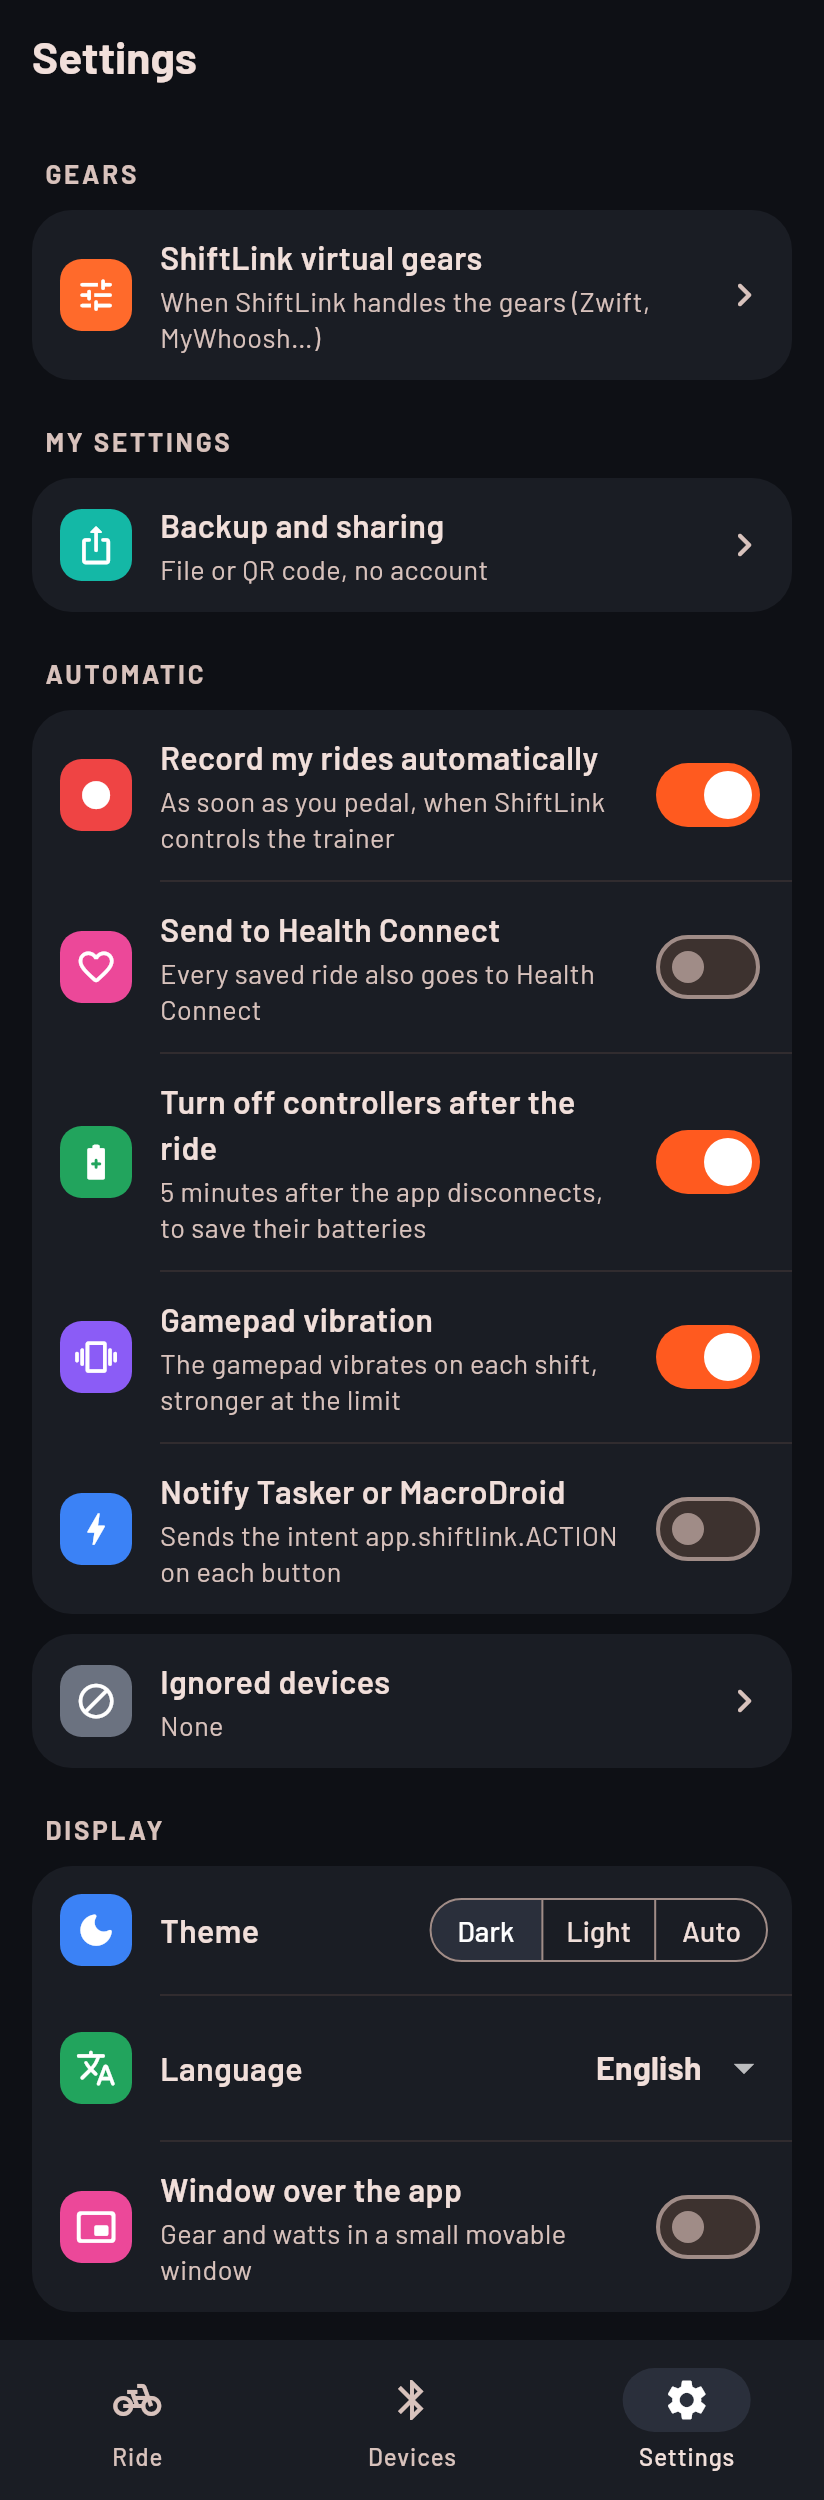 Settings
GEARS
ShiftLink virtual gears
When ShiftLink handles the gears (Zwift,
MyWhoosh...)
MY SETTINGS
Backup and sharing
File or QR code, no account
AUTOMATIC
Record my rides automatically
As soon as you pedal, when ShiftLink
controls the trainer
Send to Health Connect
Every saved ride also goes to Health
Connect
Turn off controllers after the
ride
5 minutes after the app disconnects,
to save their batteries
Gamepad vibration
The gamepad vibrates on each shift,
stronger at the limit
Notify Tasker or MacroDroid
Sends the intent app.shiftlink.ACTION
on each button
Ignored devices
None
DISPLAY
Theme
Dark Light Auto
Language
English
Window over the app
Gear and watts in a small movable
window
Ride Devices Settings